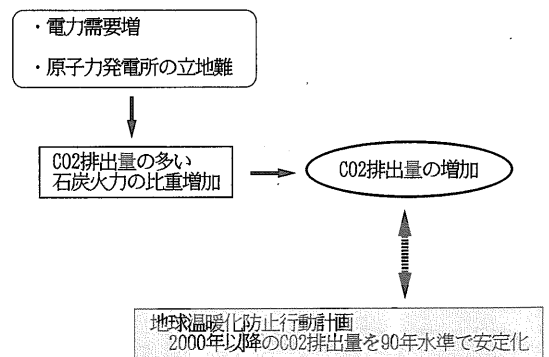 ・電力需要増
・原子力発電所の立地難
CO2排出量の多い
石炭火力の比重増加
CO2排出量の増加
地球温暖化防止行動計画
2000年以降のCO2排出量を90年水準で安定化